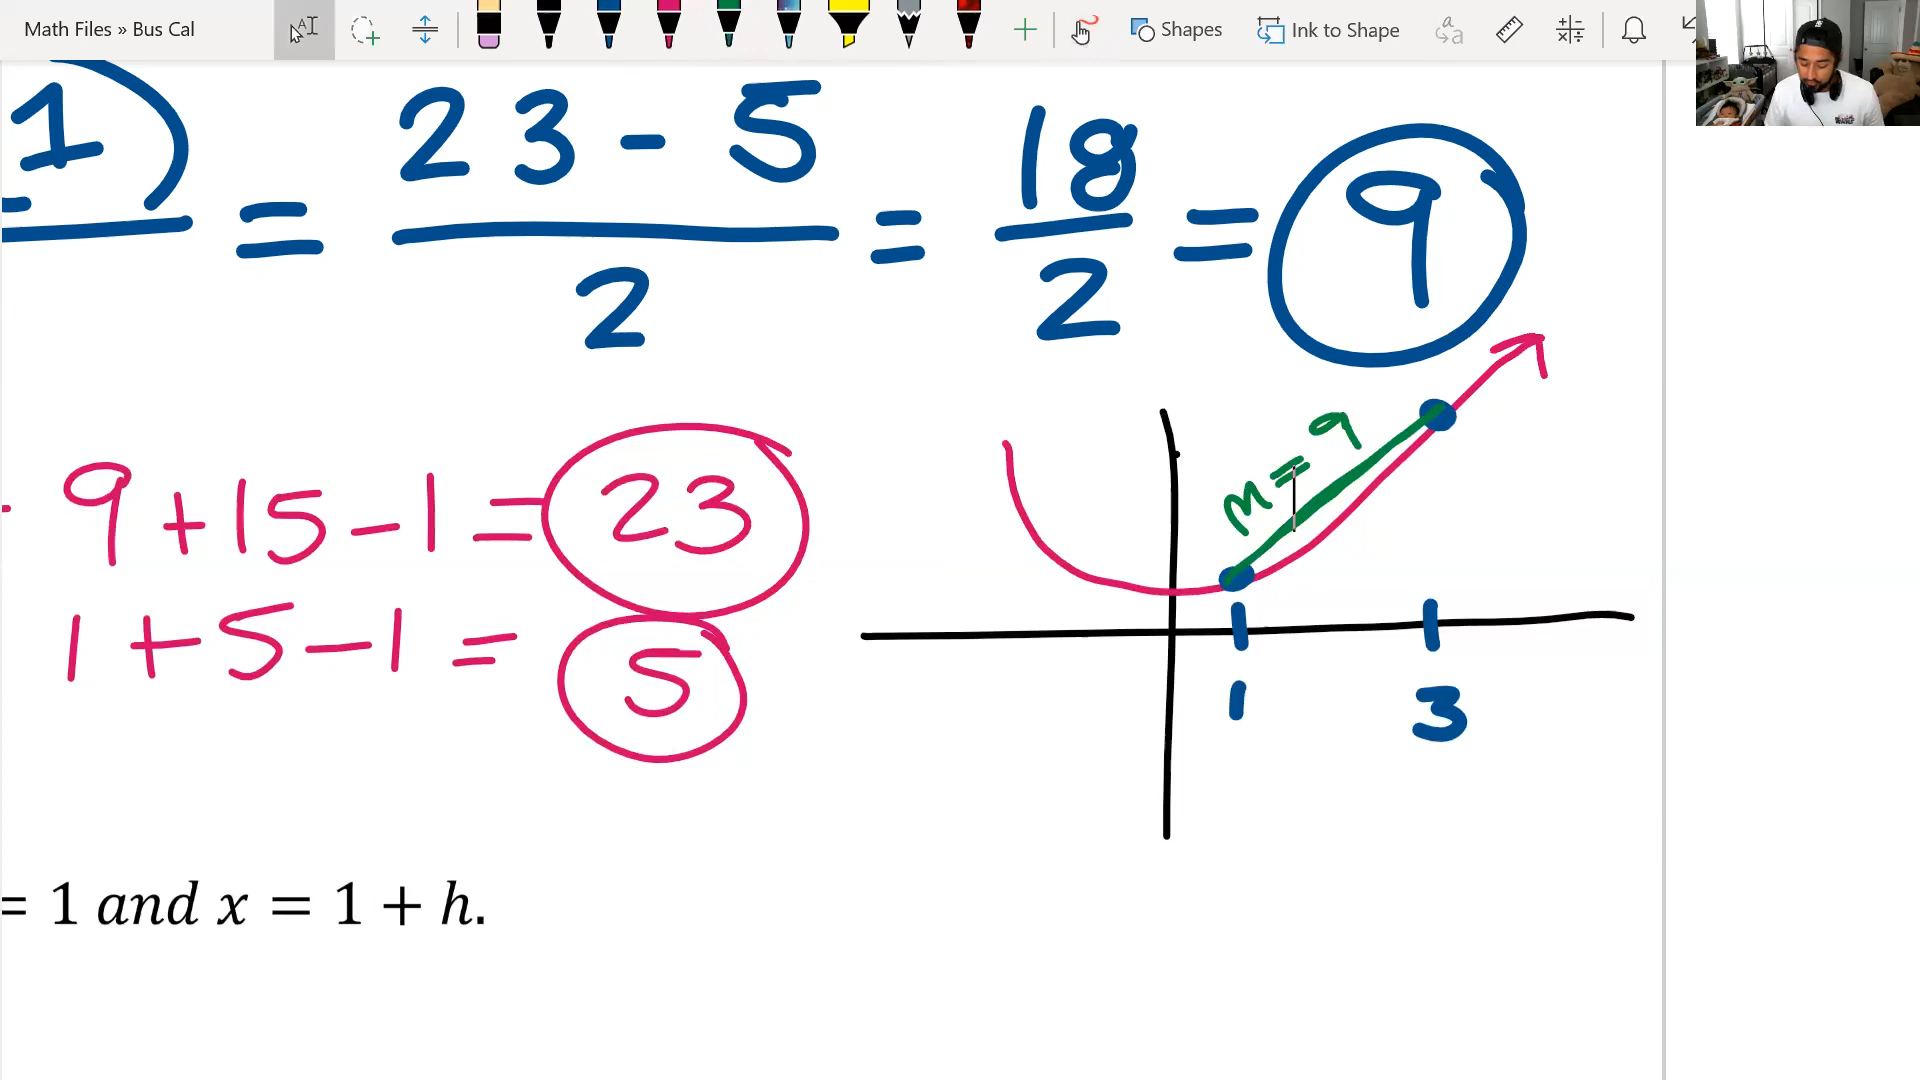 Math Files » Bus Cal
Shapes
Ink to Shape
1 = 23 - 5 / 2 = 18 / 2 = 9
9 + 15 - 1 = 23
1 + 5 - 1 = 5
m = 9
1 3
= 1 and x = 1 + h.